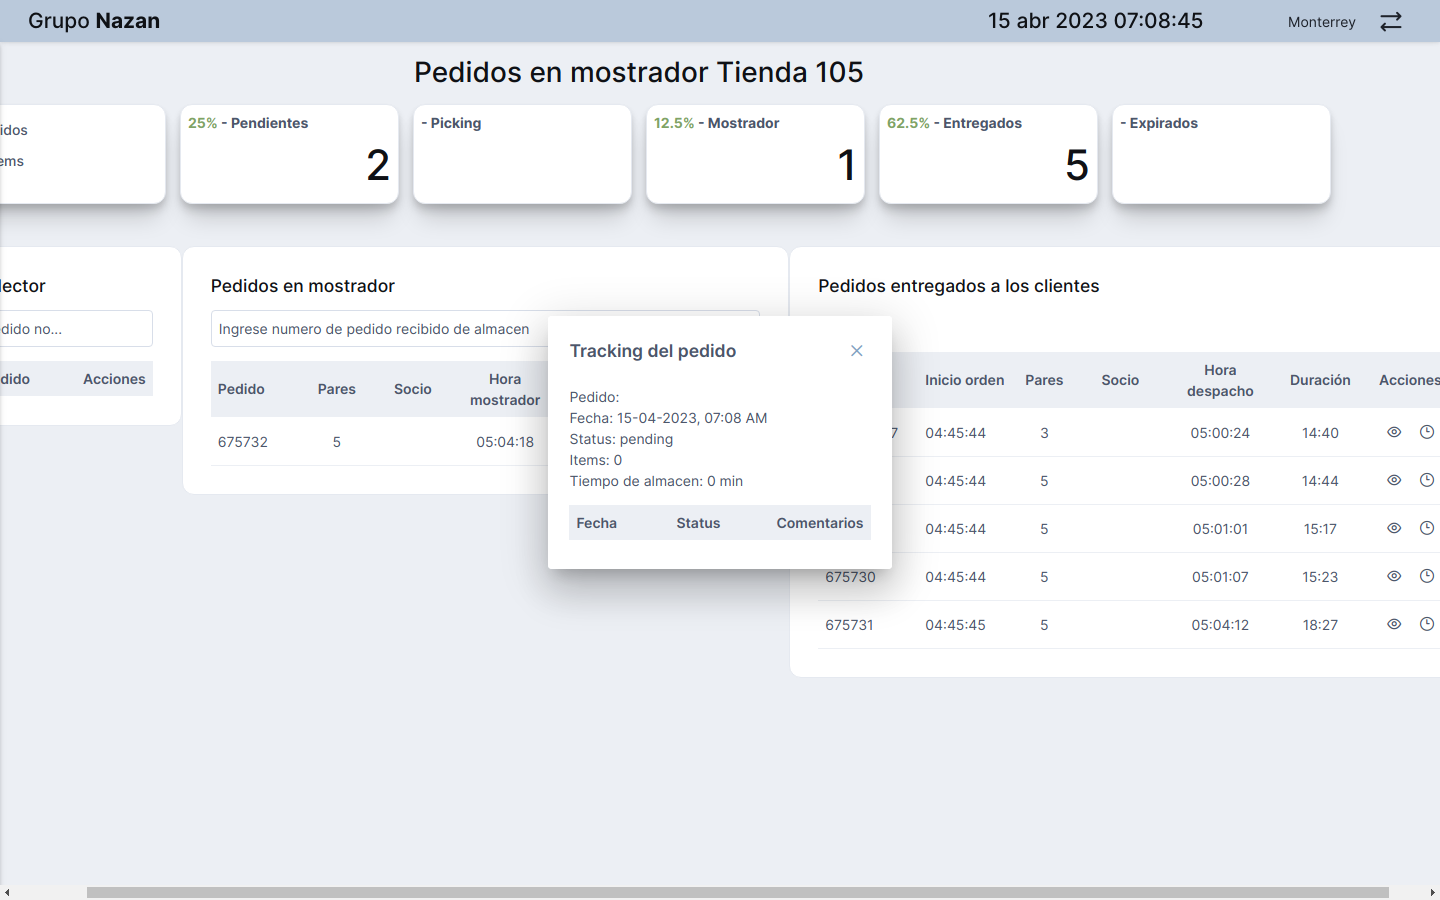 Grupo Nazan
15 abr 2023 07:08:45
Monterrey
Pedidos en mostrador Tienda 105
idos
ems
25% - Pendientes
2
- Picking
12.5% - Mostrador
1
62.5% - Entregados
5
- Expirados
lector
dido no...
dido Acciones
Pedidos en mostrador
Ingrese numero de pedido recibido de almacen
Pedido Pares Socio Hora mostrador
675732 5 05:04:18
Tracking del pedido
Pedido:
Fecha: 15-04-2023, 07:08 AM
Status: pending
Items: 0
Tiempo de almacen: 0 min
Fecha Status Comentarios
Pedidos entregados a los clientes
Inicio orden Pares Socio Hora despacho Duración Acciones
7 04:45:44 3 05:00:24 14:40
04:45:44 5 05:00:28 14:44
04:45:44 5 05:01:01 15:17
675730 04:45:44 5 05:01:07 15:23
675731 04:45:45 5 05:04:12 18:27